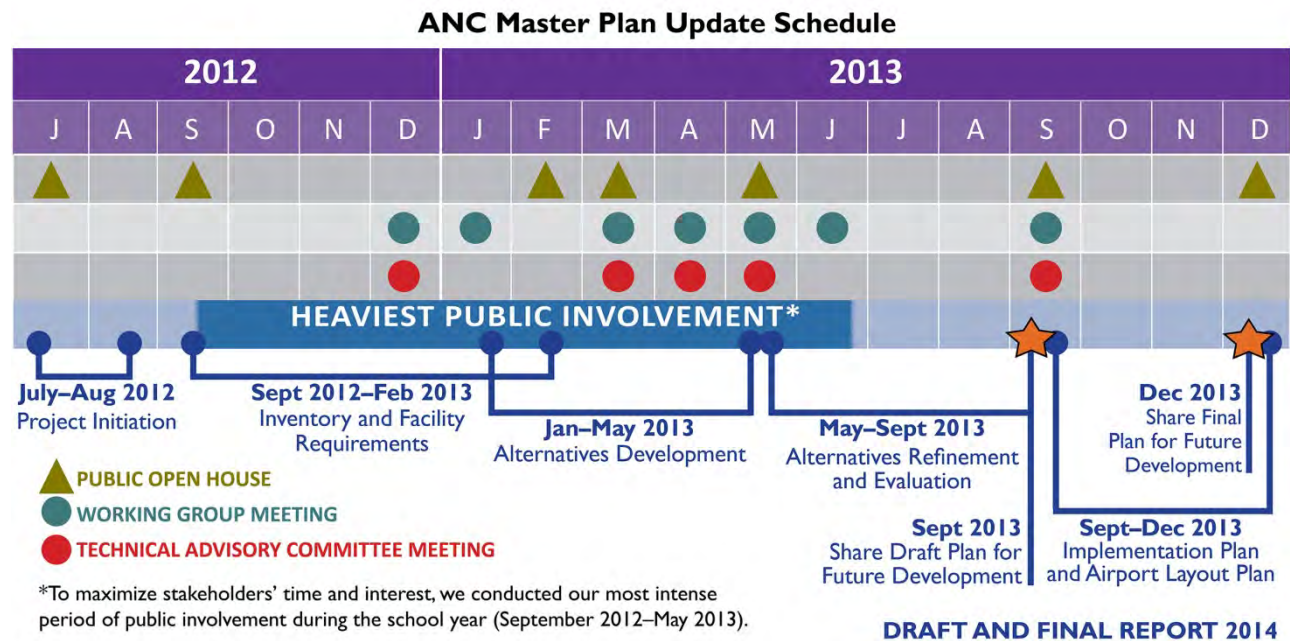 ANC Master Plan Update Schedule
2012 2013
J A S O N D J F M A M J J A S O N D
HEAVIEST PUBLIC INVOLVEMENT*
July–Aug 2012
Project Initiation
Sept 2012–Feb 2013
Inventory and Facility
Requirements
Jan–May 2013
Alternatives Development
May–Sept 2013
Alternatives Refinement
and Evaluation
Sept 2013
Share Draft Plan for
Future Development
Dec 2013
Share Final
Plan for Future
Development
Sept–Dec 2013
Implementation Plan
and Airport Layout Plan
PUBLIC OPEN HOUSE
WORKING GROUP MEETING
TECHNICAL ADVISORY COMMITTEE MEETING
*To maximize stakeholders' time and interest, we conducted our most intense
period of public involvement during the school year (September 2012–May 2013).
DRAFT AND FINAL REPORT 2014